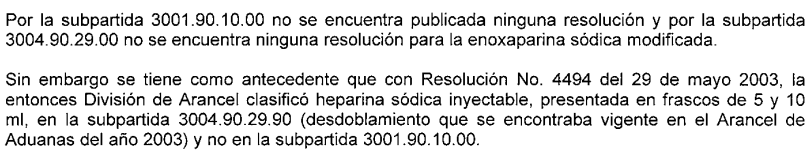 Por la subpartida 3001.90.10.00 no se encuentra publicada ninguna resolución y por la subpartida
3004.90.29.00 no se encuentra ninguna resolución para la enoxaparina sódica modificada.

Sin embargo se tiene como antecedente que con Resolución No. 4494 del 29 de mayo 2003, la
entonces División de Arancel clasificó heparina sódica inyectable, presentada en frascos de 5 y 10
ml, en la subpartida 3004.90.29.90 (desdoblamiento que se encontraba vigente en el Arancel de
Aduanas del año 2003) y no en la subpartida 3001.90.10.00.